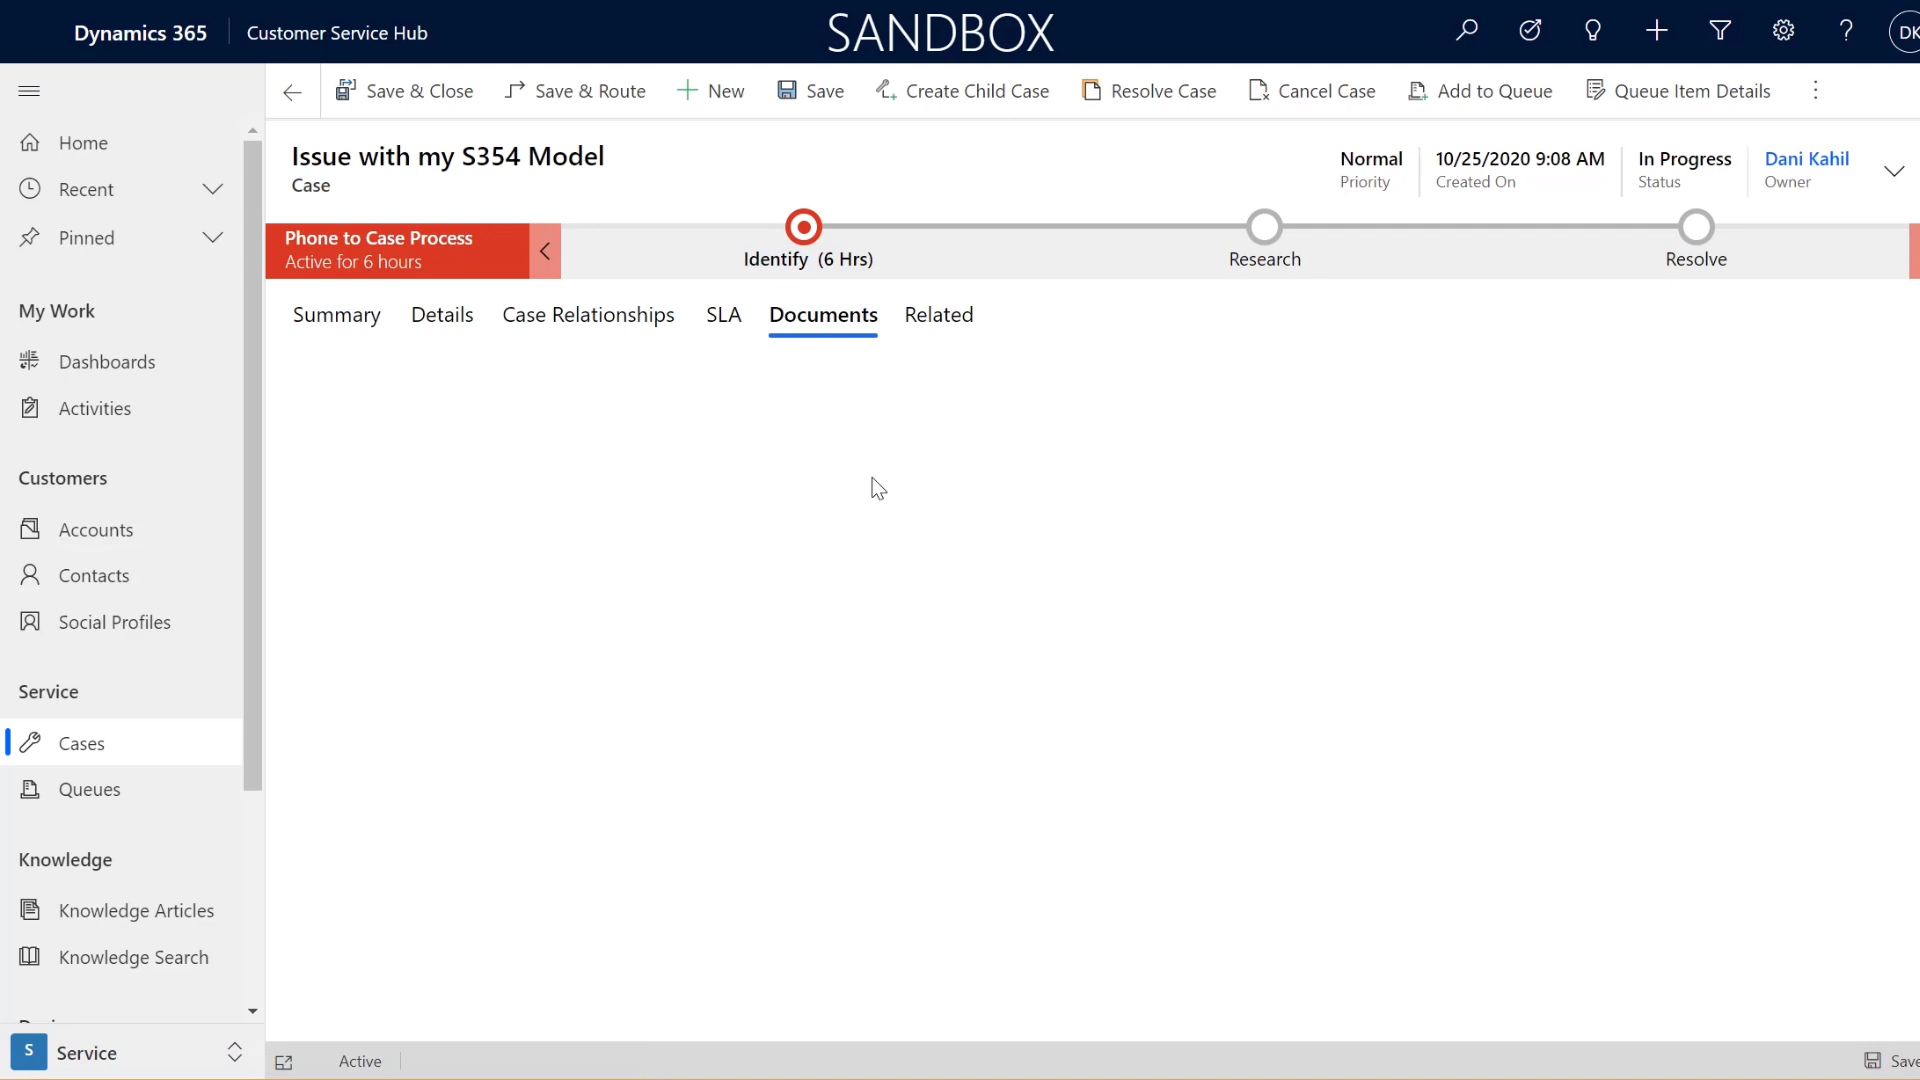 Dynamics 365
Customer Service Hub
SANDBOX
DK
Save & Close
Save & Route
New
Save
Create Child Case
Resolve Case
Cancel Case
Add to Queue
Queue Item Details
Home
Recent
Pinned
My Work
Dashboards
Activities
Customers
Accounts
Contacts
Social Profiles
Service
Cases
Queues
Knowledge
Knowledge Articles
Knowledge Search
S
Service
Issue with my S354 Model
Case
Normal
Priority
10/25/2020 9:08 AM
Created On
In Progress
Status
Dani Kahil
Owner
Phone to Case Process
Active for 6 hours
Identify (6 Hrs)
Research
Resolve
Summary
Details
Case Relationships
SLA
Documents
Related
Active
Save